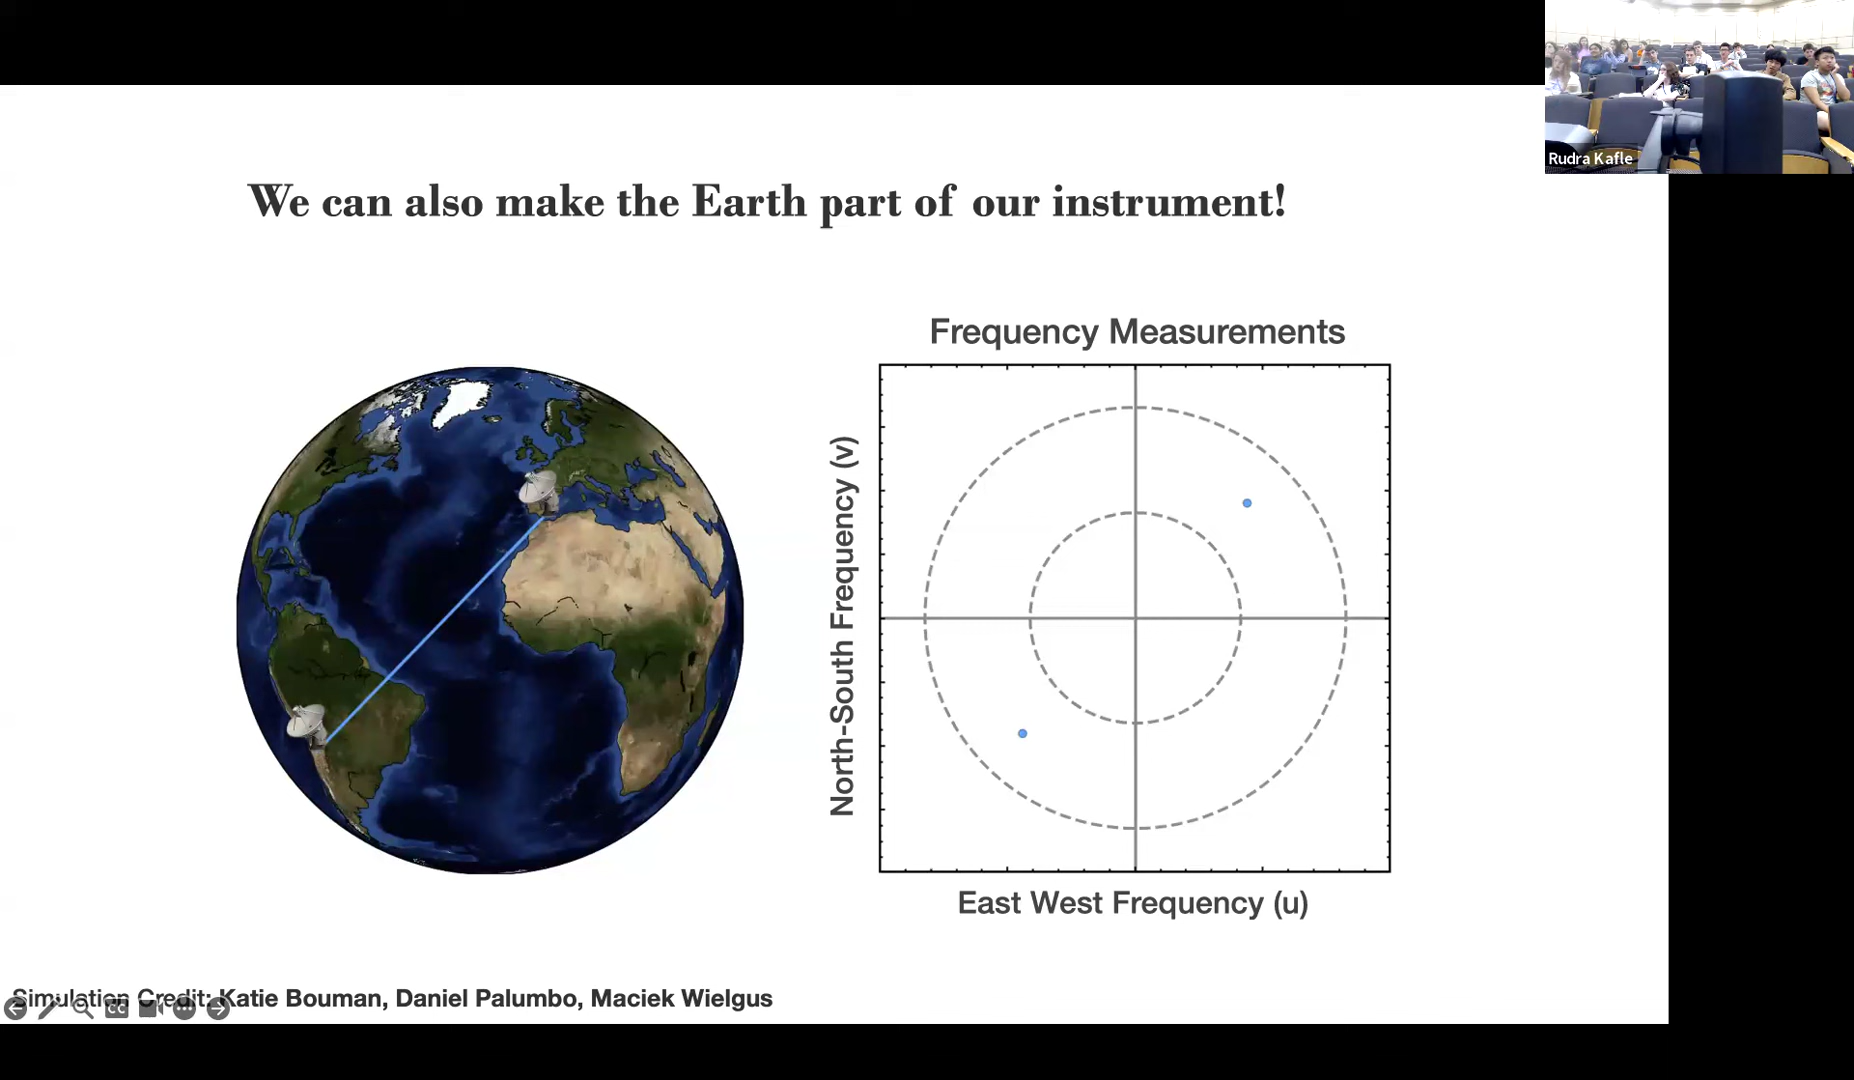 Rudra Kafle
We can also make the Earth part of our instrument!
Frequency Measurements
North-South Frequency (v)
East West Frequency (u)
Simulation Credit: Katie Bouman, Daniel Palumbo, Maciek Wielgus
CC